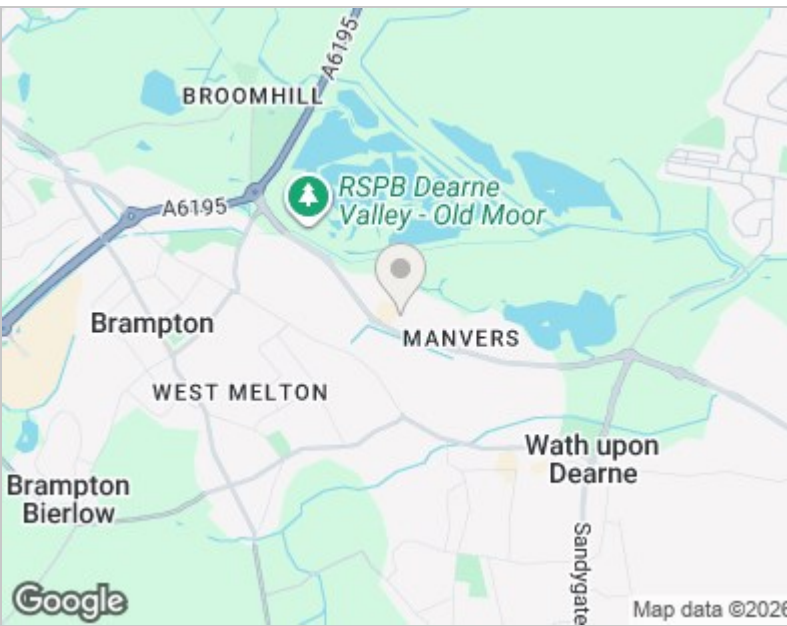 A6195
BROOMHILL
RSPB Dearne
Valley - Old Moor
A6195
Brampton
MANVERS
WEST MELTON
Wath upon
Dearne
Brampton
Bierlow
Sandygate
Google
Map data ©2026